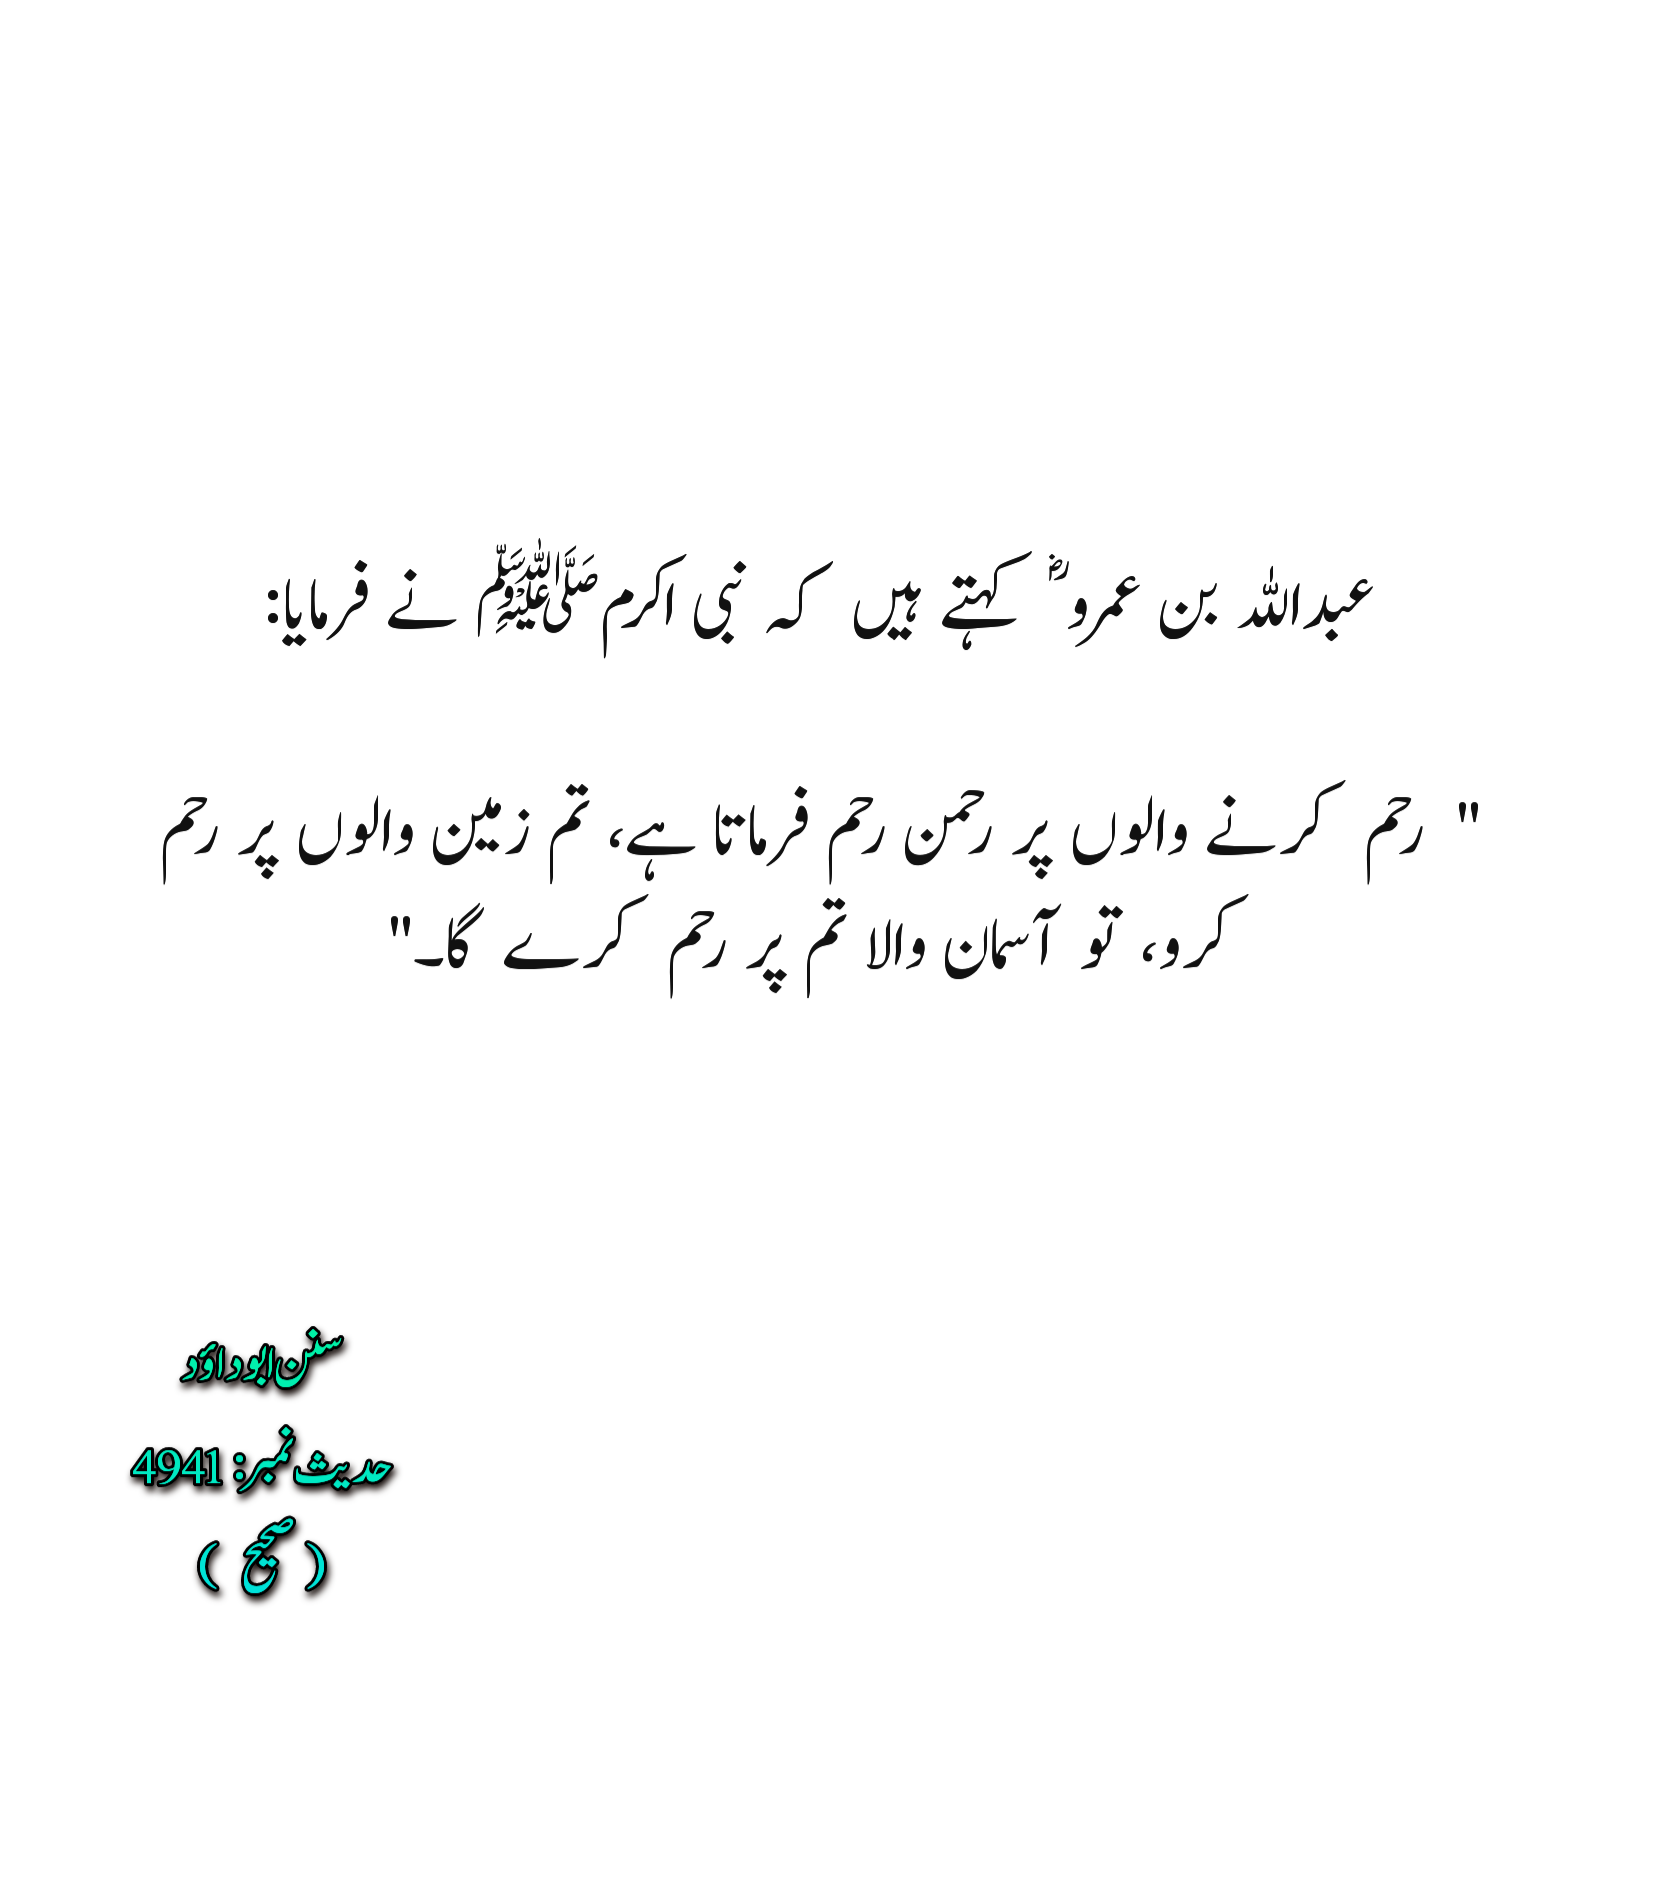 عبداللہ بن عمرو ؓ کہتے ہیں کہ نبی اکرم ﷺ نے فرمایا:
" رحم کرنے والوں پر رحمن رحم فرماتا ہے، تم زمین والوں پر رحم
کرو، تو آسمان والا تم پر رحم کرے گا۔"
سنن ابوداؤد
حدیث نمبر: 4941
( صحیح )